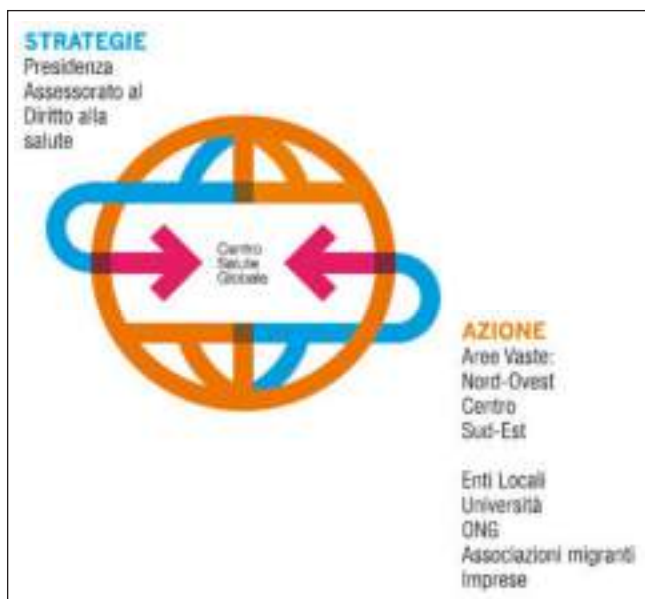 STRATEGIE
Presidenza
Assessorato al
Diritto alla
salute
Centro
Salute
Globale
AZIONE
Aree Vaste:
Nord-Ovest
Centro
Sud-Est
Enti Locali
Università
ONG
Associazioni migranti
Imprese